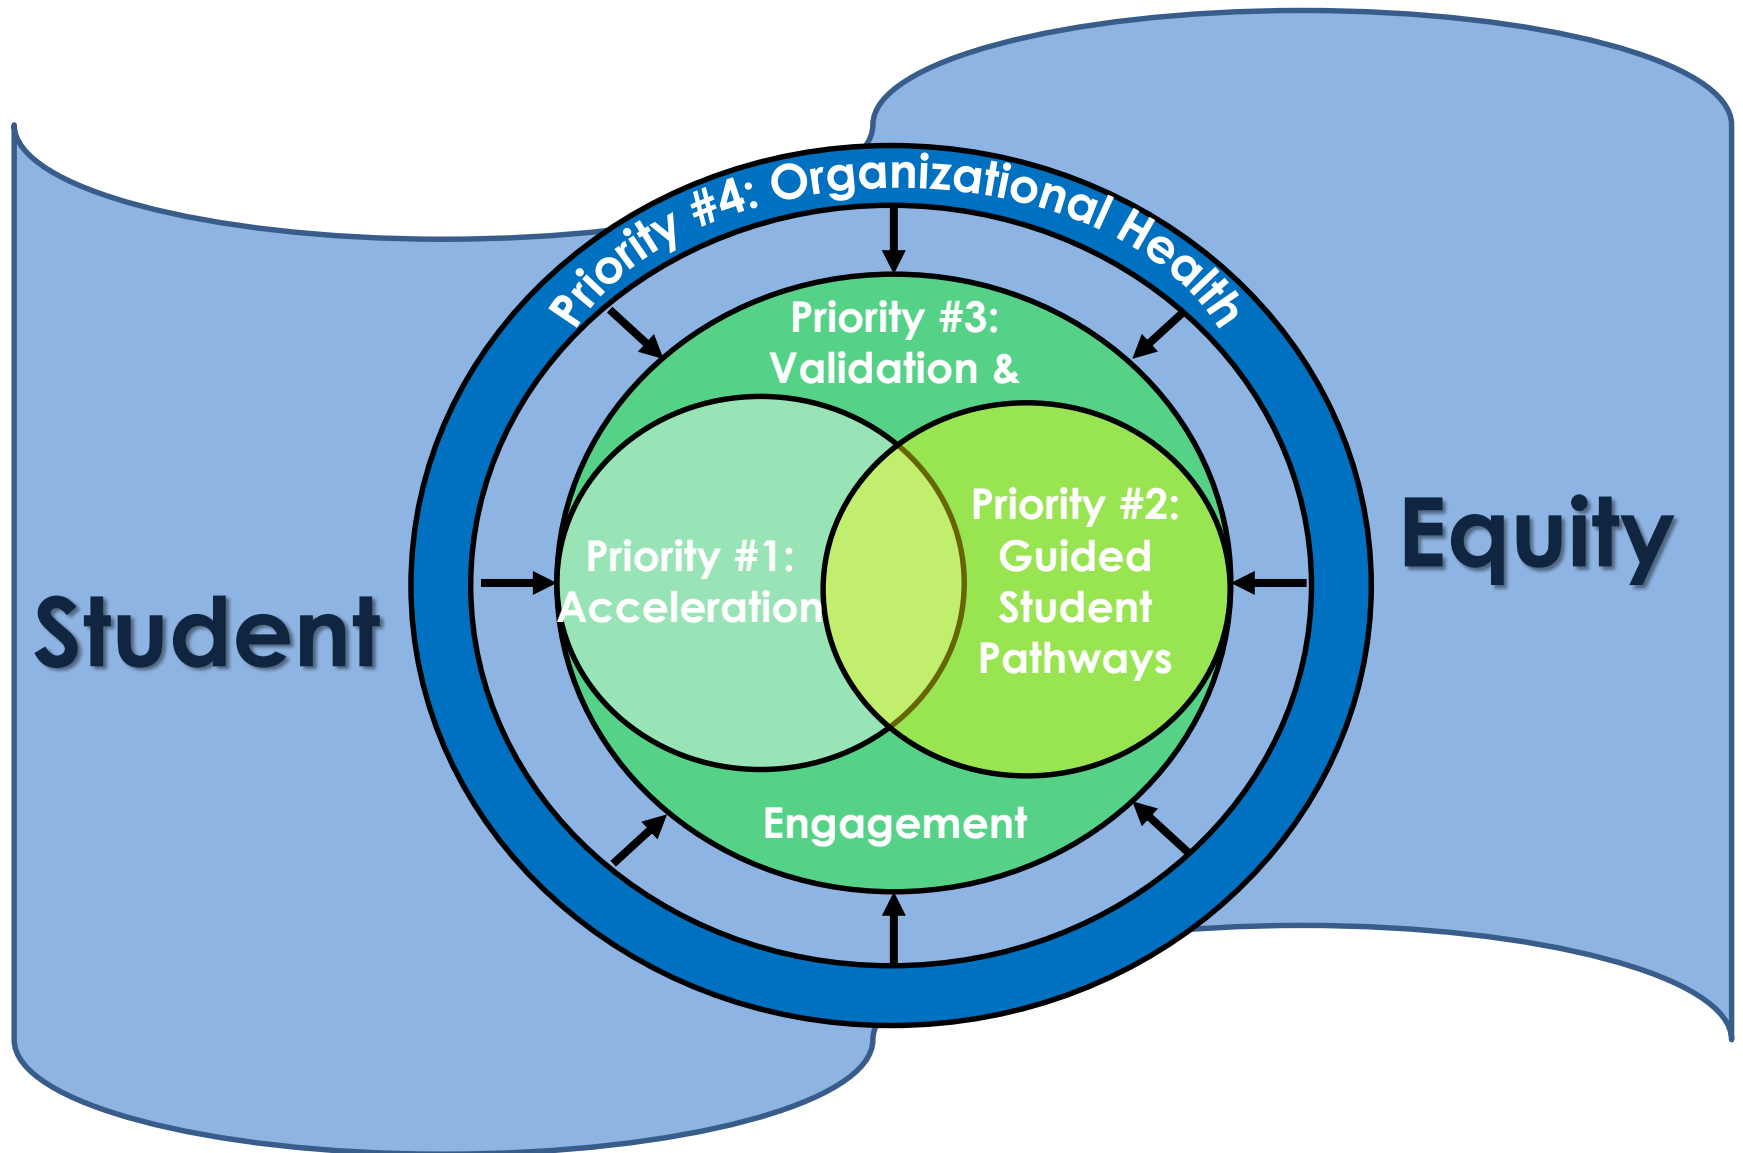 Priority #4: Organizational Health
Priority #3:
Validation &
Priority #1:
Acceleration
Priority #2:
Guided
Student
Pathways
Engagement
Student
Equity